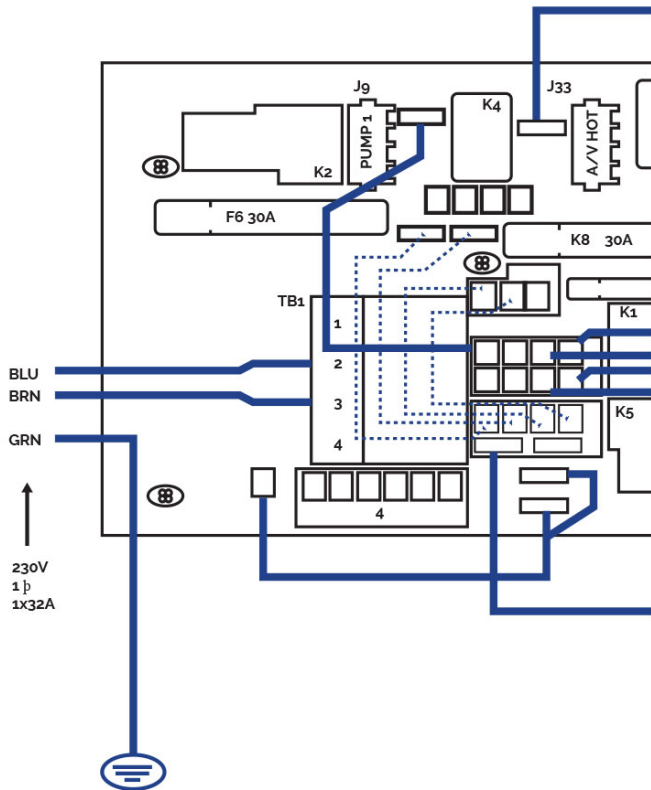 J9
J33
K4
PUMP 1
A/V HOT
K2
F6 30A
K8 30A
TB1
1
K1
2
BLU
BRN
3
K5
GRN
4
4
230V
1 þ
1x32A